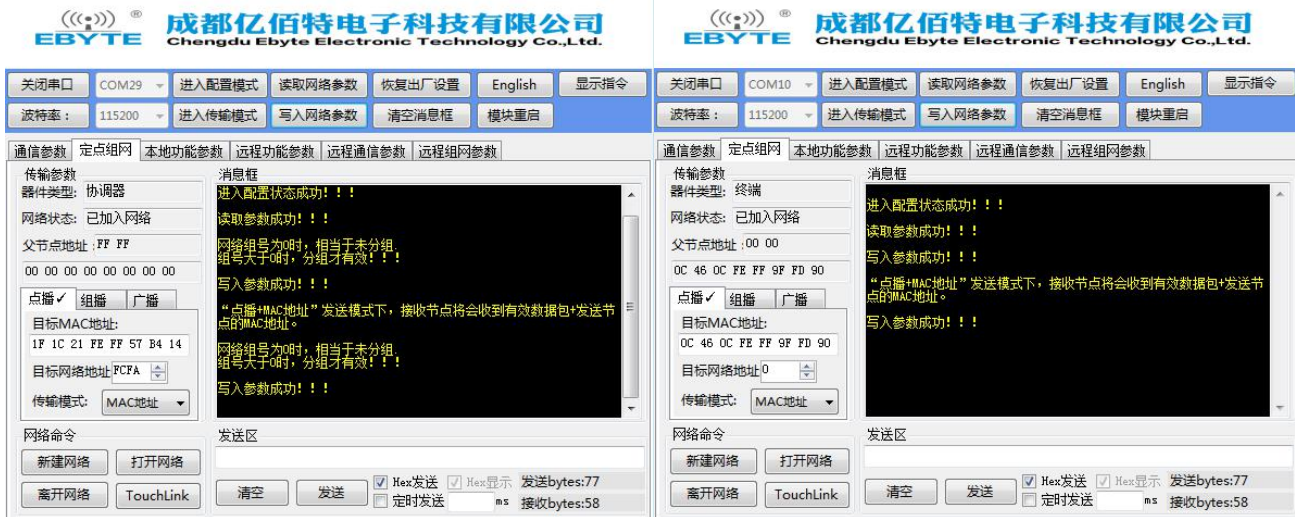 ((•)) ®
EBYTE
成都亿佰特电子科技有限公司
Chengdu Ebyte Electronic Technology Co.,Ltd.
关闭串口 COM29 进入配置模式 读取网络参数 恢复出厂设置 English 显示指令
波特率： 115200 进入传输模式 写入网络参数 清空消息框 模块重启
通信参数 定点组网 本地功能参数 远程功能参数 远程通信参数 远程组网参数
传输参数
器件类型: 协调器
网络状态: 已加入网络
父节点地址: FF FF
00 00 00 00 00 00 00 00
点播✓ 组播 广播
目标MAC地址:
1F 1C 21 FE FF 57 B4 14
目标网络地址 FCFA
传输模式: MAC地址
网络命令
新建网络 打开网络
离开网络 TouchLink
消息框
进入配置状态成功！！！
读取参数成功！！！
网络组号为0时，相当于未分组.
组号大于0时，分组才有效！！！
写入参数成功！！！
“点播+MAC地址”发送模式下，接收节点将会收到有效数据包+发送节
点的MAC地址。
网络组号为0时，相当于未分组.
组号大于0时，分组才有效！！！
写入参数成功！！！
发送区
清空 发送 Hex发送 Hex显示 发送bytes:77
定时发送 ms 接收bytes:58
((•)) ®
EBYTE
成都亿佰特电子科技有限公司
Chengdu Ebyte Electronic Technology Co.,Ltd.
关闭串口 COM10 进入配置模式 读取网络参数 恢复出厂设置 English 显示指令
波特率： 115200 进入传输模式 写入网络参数 清空消息框 模块重启
通信参数 定点组网 本地功能参数 远程功能参数 远程通信参数 远程组网参数
传输参数
器件类型: 终端
网络状态: 已加入网络
父节点地址: 00 00
0C 46 0C FE FF 9F FD 90
点播✓ 组播 广播
目标MAC地址:
0C 46 0C FE FF 9F FD 90
目标网络地址 0
传输模式: MAC地址
网络命令
新建网络 打开网络
离开网络 TouchLink
消息框
进入配置状态成功！！！
读取参数成功！！！
写入参数成功！！！
“点播+MAC地址”发送模式下，接收节点将会收到有效数据包+发送节
点的MAC地址。
写入参数成功！！！
发送区
清空 发送 Hex发送 Hex显示 发送bytes:77
定时发送 ms 接收bytes:58